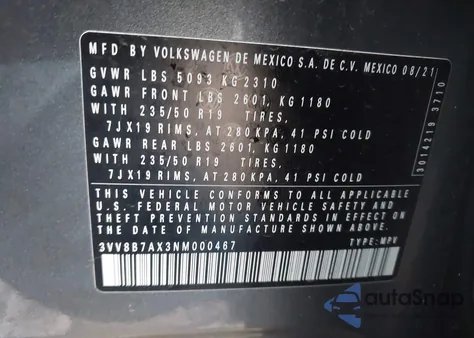 MFD BY VOLKSWAGEN DE MEXICO S.A. DE C.V. MEXICO 08/21
GVWR LBS 5093 KG 2310
GAWR FRONT LBS 2601, KG 1180
WITH 235/50 R19 TIRES,
7JX19 RIMS, AT 280 KPA, 41 PSI COLD
GAWR REAR LBS 2601, KG 1180
WITH 235/50 R19 TIRES,
7JX19 RIMS, AT 280 KPA, 41 PSI COLD
THIS VEHICLE CONFORMS TO ALL APPLICABLE
U.S. FEDERAL MOTOR VEHICLE SAFETY AND
THEFT PREVENTION STANDARDS IN EFFECT ON
THE DATE OF MANUFACTURE SHOWN ABOVE.
3VV8B7AX3NM000467 TYPE: MPV
3014219 3710
autoSnap